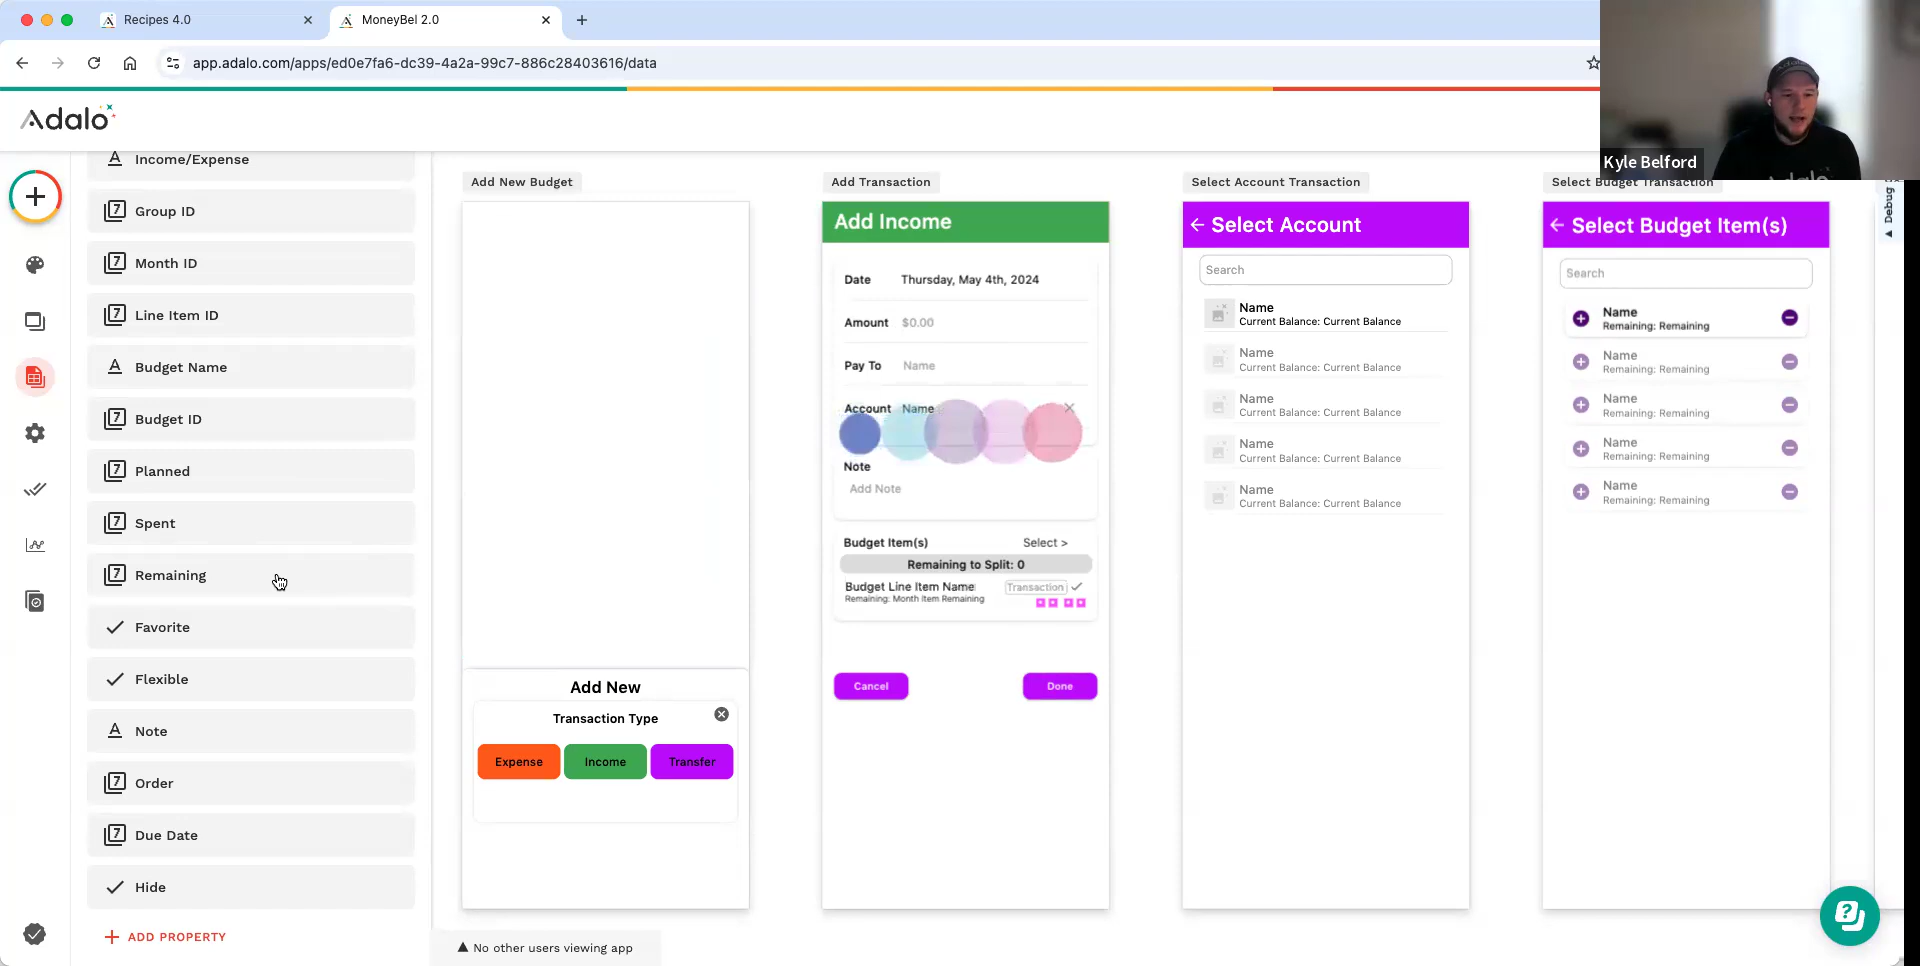 Recipes 4.0
MoneyBel 2.0
app.adalo.com/apps/ed0e7fa6-dc39-4a2a-99c7-886c28403616/data
Adalo
Kyle Belford
Adalo
Debug
Income/Expense
Group ID
Month ID
Line Item ID
Budget Name
Budget ID
Planned
Spent
Remaining
Favorite
Flexible
Note
Order
Due Date
Hide
ADD PROPERTY
Add New Budget
Add New
Transaction Type
Expense
Income
Transfer
No other users viewing app
Add Transaction
Add Income
Date Thursday, May 4th, 2024
Amount $0.00
Pay To Name
Account Name
Note
Add Note
Budget Item(s) Select >
Remaining to Split: 0
Budget Line Item Name Transaction
Remaining: Month Item Remaining
Cancel Done
Select Account Transaction
Select Account
Search
Name
Current Balance: Current Balance
Name
Current Balance: Current Balance
Name
Current Balance: Current Balance
Name
Current Balance: Current Balance
Name
Current Balance: Current Balance
Select Budget Transaction
Select Budget Item(s)
Search
Name
Remaining: Remaining
Name
Remaining: Remaining
Name
Remaining: Remaining
Name
Remaining: Remaining
Name
Remaining: Remaining